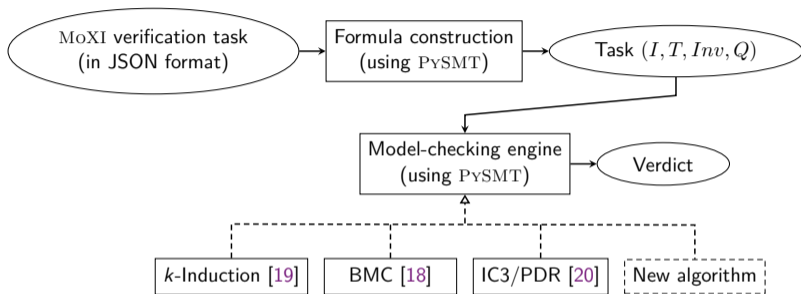 MoXI verification task
(in JSON format)
Formula construction
(using PySMT)
Task (I, T, Inv, Q)
Model-checking engine
(using PySMT)
Verdict
k-Induction [19]
BMC [18]
IC3/PDR [20]
New algorithm